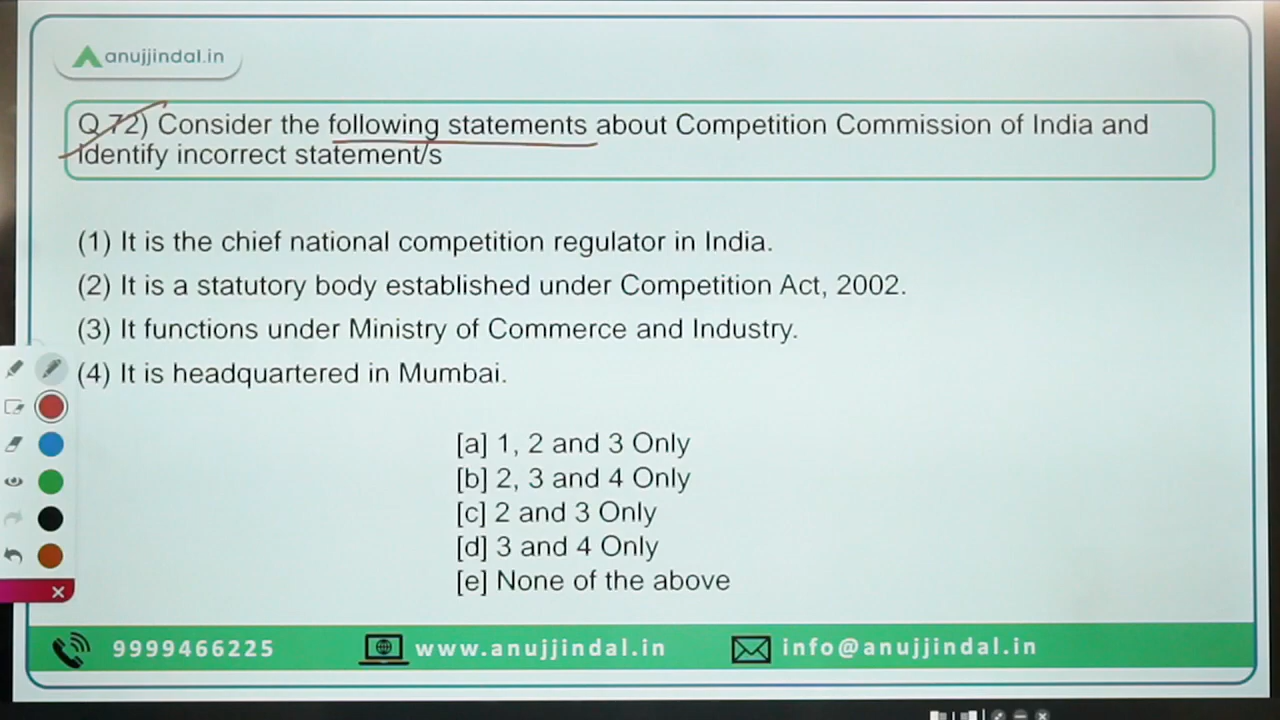 anujjindal.in
Q.72) Consider the following statements about Competition Commission of India and
Identify incorrect statement/s
(1) It is the chief national competition regulator in India.
(2) It is a statutory body established under Competition Act, 2002.
(3) It functions under Ministry of Commerce and Industry.
(4) It is headquartered in Mumbai.
[a] 1, 2 and 3 Only
[b] 2, 3 and 4 Only
[c] 2 and 3 Only
[d] 3 and 4 Only
[e] None of the above
9999466225 www.anujjindal.in info@anujjindal.in